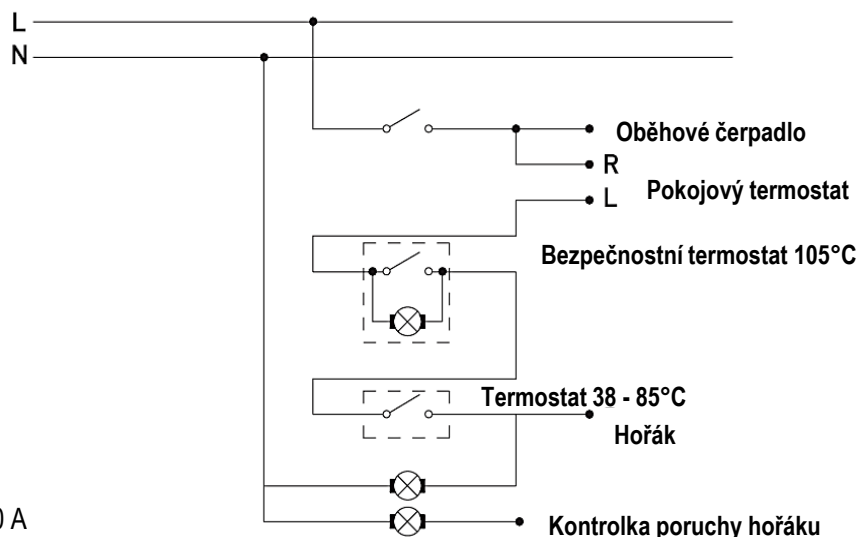 L
N
Oběhové čerpadlo
R
Pokojový termostat
L
Bezpečnostní termostat 105°C
Termostat 38 - 85°C
Hořák
A
Kontrolka poruchy hořáku